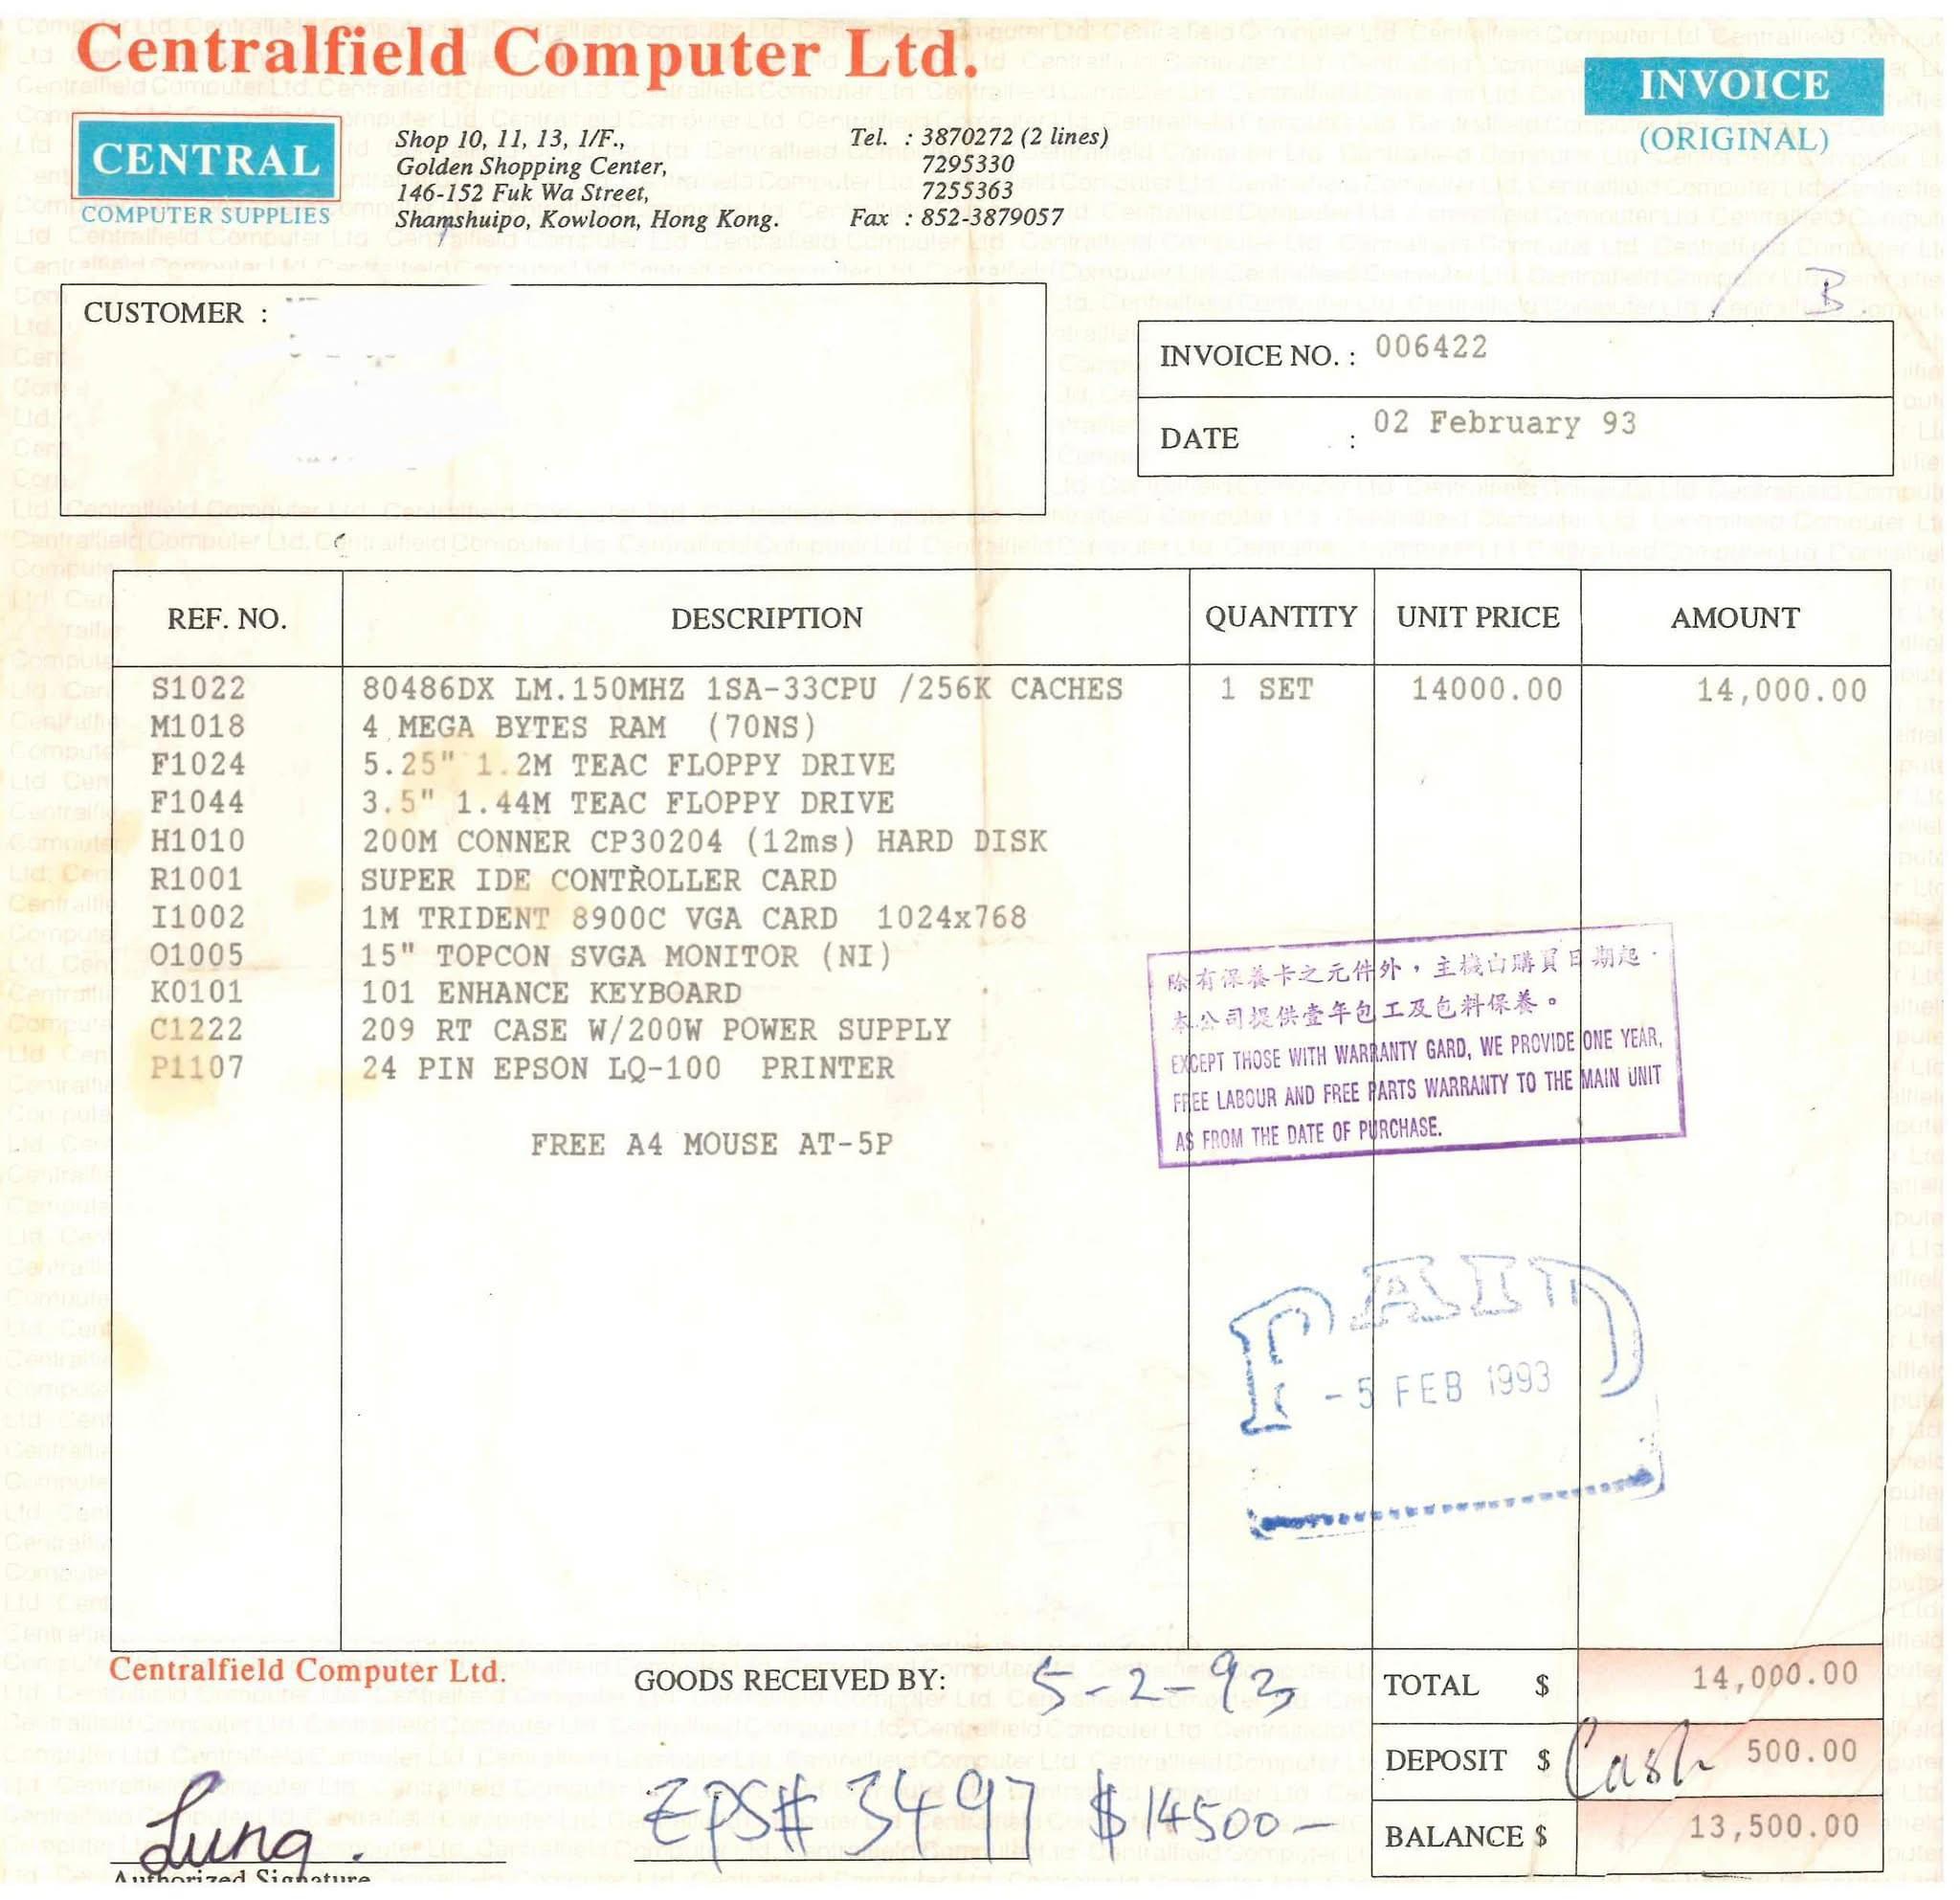 Centralfield Computer Ltd.
INVOICE
(ORIGINAL)
CENTRAL
COMPUTER SUPPLIES
Shop 10, 11, 13, 1/F.,
Golden Shopping Center,
146-152 Fuk Wa Street,
Shamshuipo, Kowloon, Hong Kong.
Tel. : 3870272 (2 lines)
7295330
7255363
Fax : 852-3879057
B
CUSTOMER :
INVOICE NO. : 006422
DATE : 02 February 93
REF. NO. DESCRIPTION QUANTITY UNIT PRICE AMOUNT
S1022 80486DX LM.150MHZ 1SA-33CPU /256K CACHES 1 SET 14000.00 14,000.00
M1018 4 MEGA BYTES RAM (70NS)
F1024 5.25" 1.2M TEAC FLOPPY DRIVE
F1044 3.5" 1.44M TEAC FLOPPY DRIVE
H1010 200M CONNER CP30204 (12ms) HARD DISK
R1001 SUPER IDE CONTROLLER CARD
I1002 1M TRIDENT 8900C VGA CARD 1024x768
O1005 15" TOPCON SVGA MONITOR (NI)
K0101 101 ENHANCE KEYBOARD
C1222 209 RT CASE W/200W POWER SUPPLY
P1107 24 PIN EPSON LQ-100 PRINTER
FREE A4 MOUSE AT-5P
除有保養卡之元件外，主機自購買日期起，
本公司提供壹年包工及包料保養。
EXCEPT THOSE WITH WARRANTY GARD, WE PROVIDE ONE YEAR,
FREE LABOUR AND FREE PARTS WARRANTY TO THE MAIN UNIT
AS FROM THE DATE OF PURCHASE.
PAID
- 5 FEB 1993
Centralfield Computer Ltd
GOODS RECEIVED BY: 5-2-93
TOTAL $ 14,000.00
DEPOSIT $ Cash 500.00
BALANCE $ 13,500.00
EPS# 34917 $14500-
Lung.
Authorized Signature